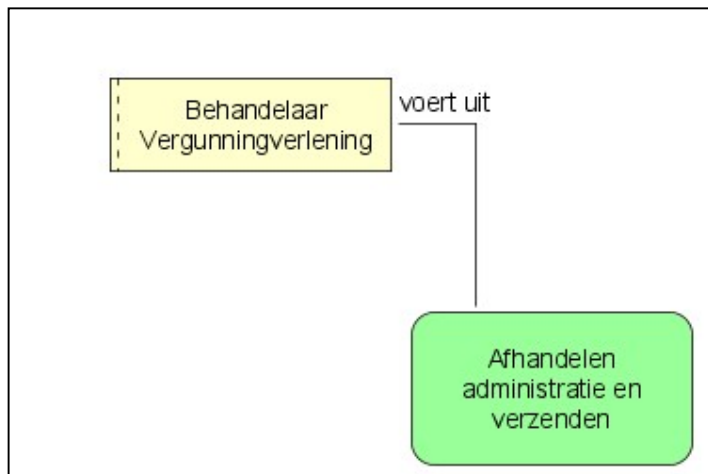 Behandelaar
Vergunningverlening
voert uit
Afhandelen
administratie en
verzenden